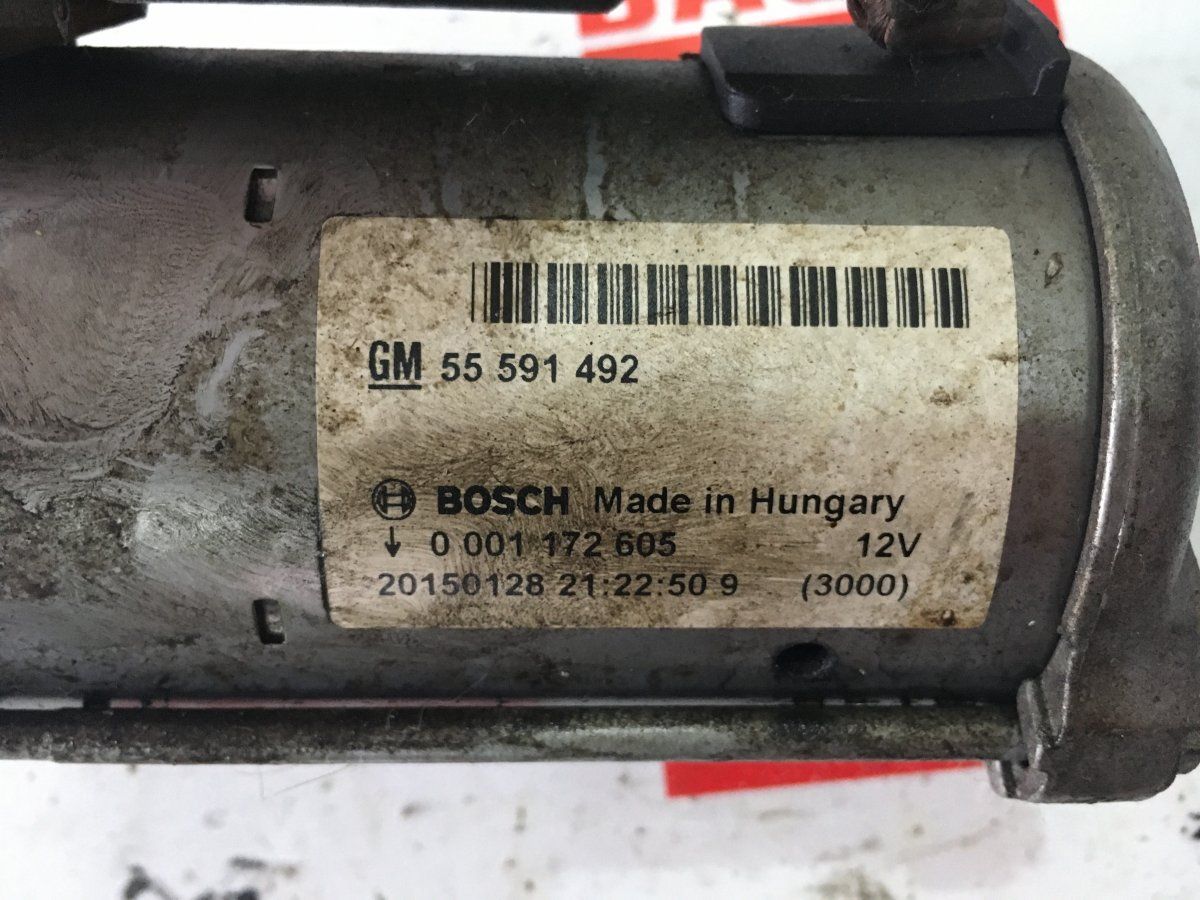 GM 55 591 492
BOSCH Made in Hungary
0 001 172 605 12V
20150128 21:22:50 9 (3000)